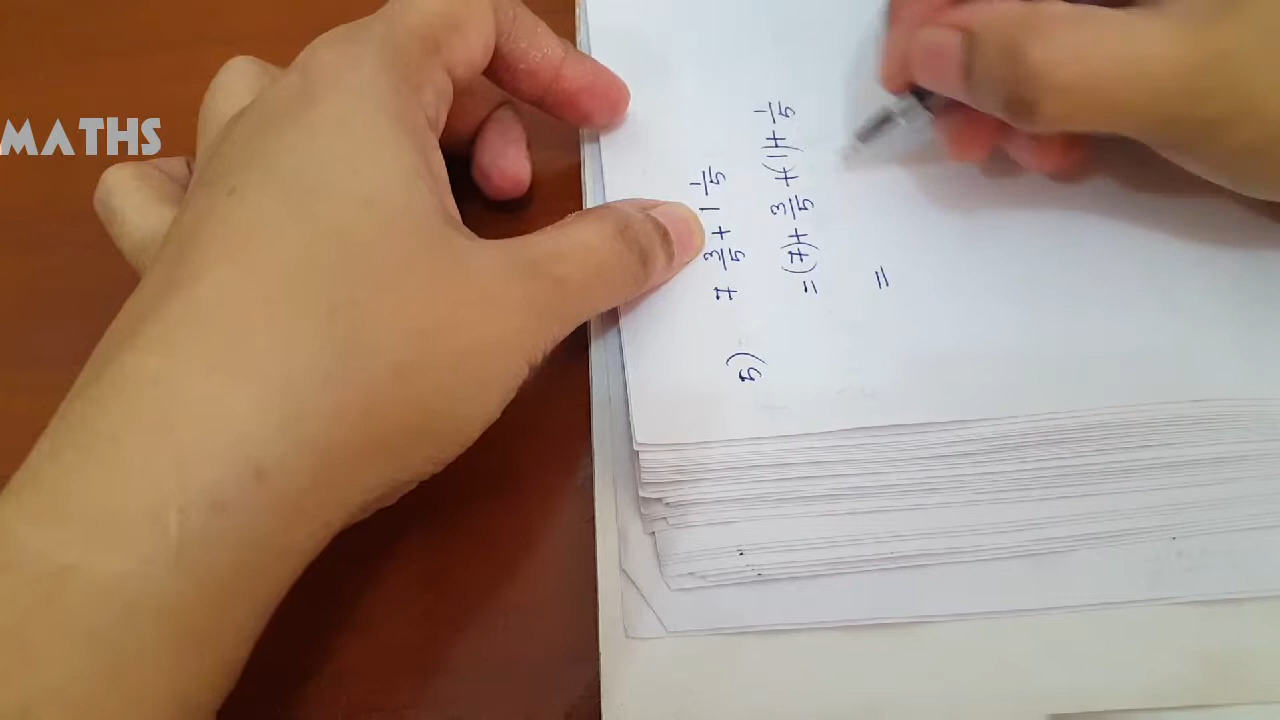 MATHS
5) 7 3/5 + 1 1/5
= (7) + 3/5 + (1) + 1/5
=